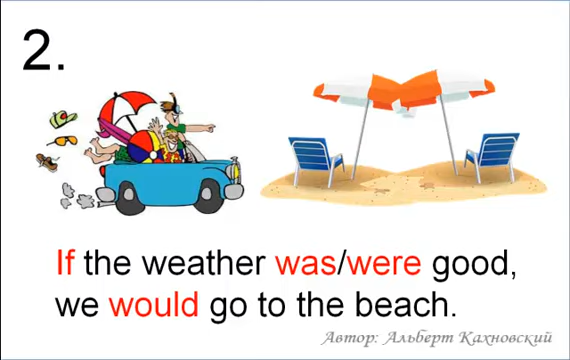 2.
If the weather was/were good,
we would go to the beach.
Автор: Альберт Кахновский